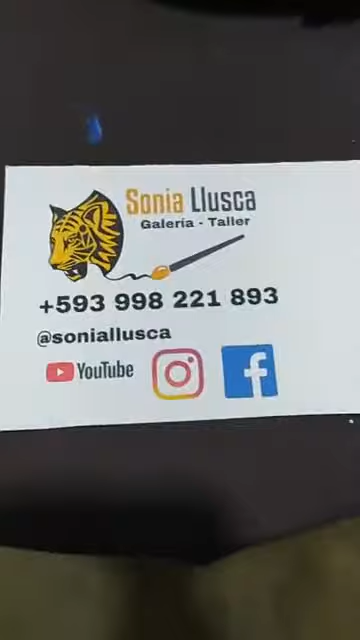 Sonia Llusca
Galería - Taller
+593 998 221 893
@soniallusca
YouTube